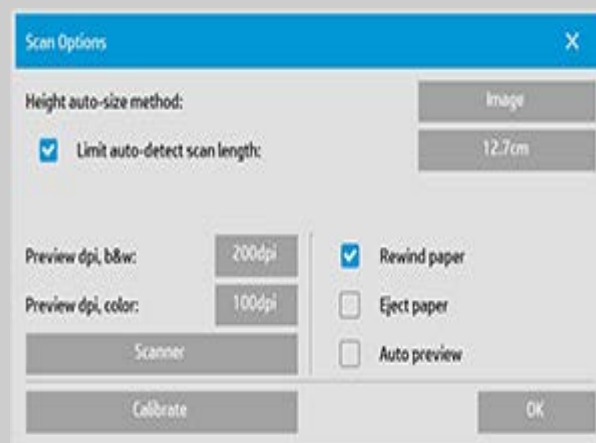 Scan Options
Height auto-size method: Image
Limit auto-detect scan length: 12.7cm
Preview dpi, b&w: 200dpi
Rewind paper
Preview dpi, color: 100dpi
Eject paper
Scanner
Auto preview
Calibrate
OK